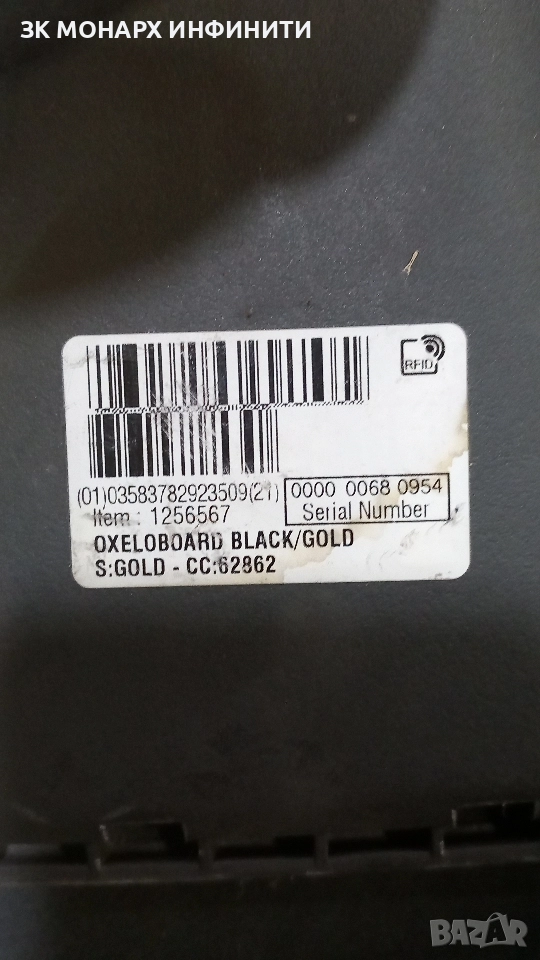 ЗК МОНАРХ ИНФИНИТИ
RFID
(01)03583782923509(21)
0000 0068 0954
Item : 1256567
Serial Number
OXELOBOARD BLACK/GOLD
S:GOLD - CC:62862
BAZAR